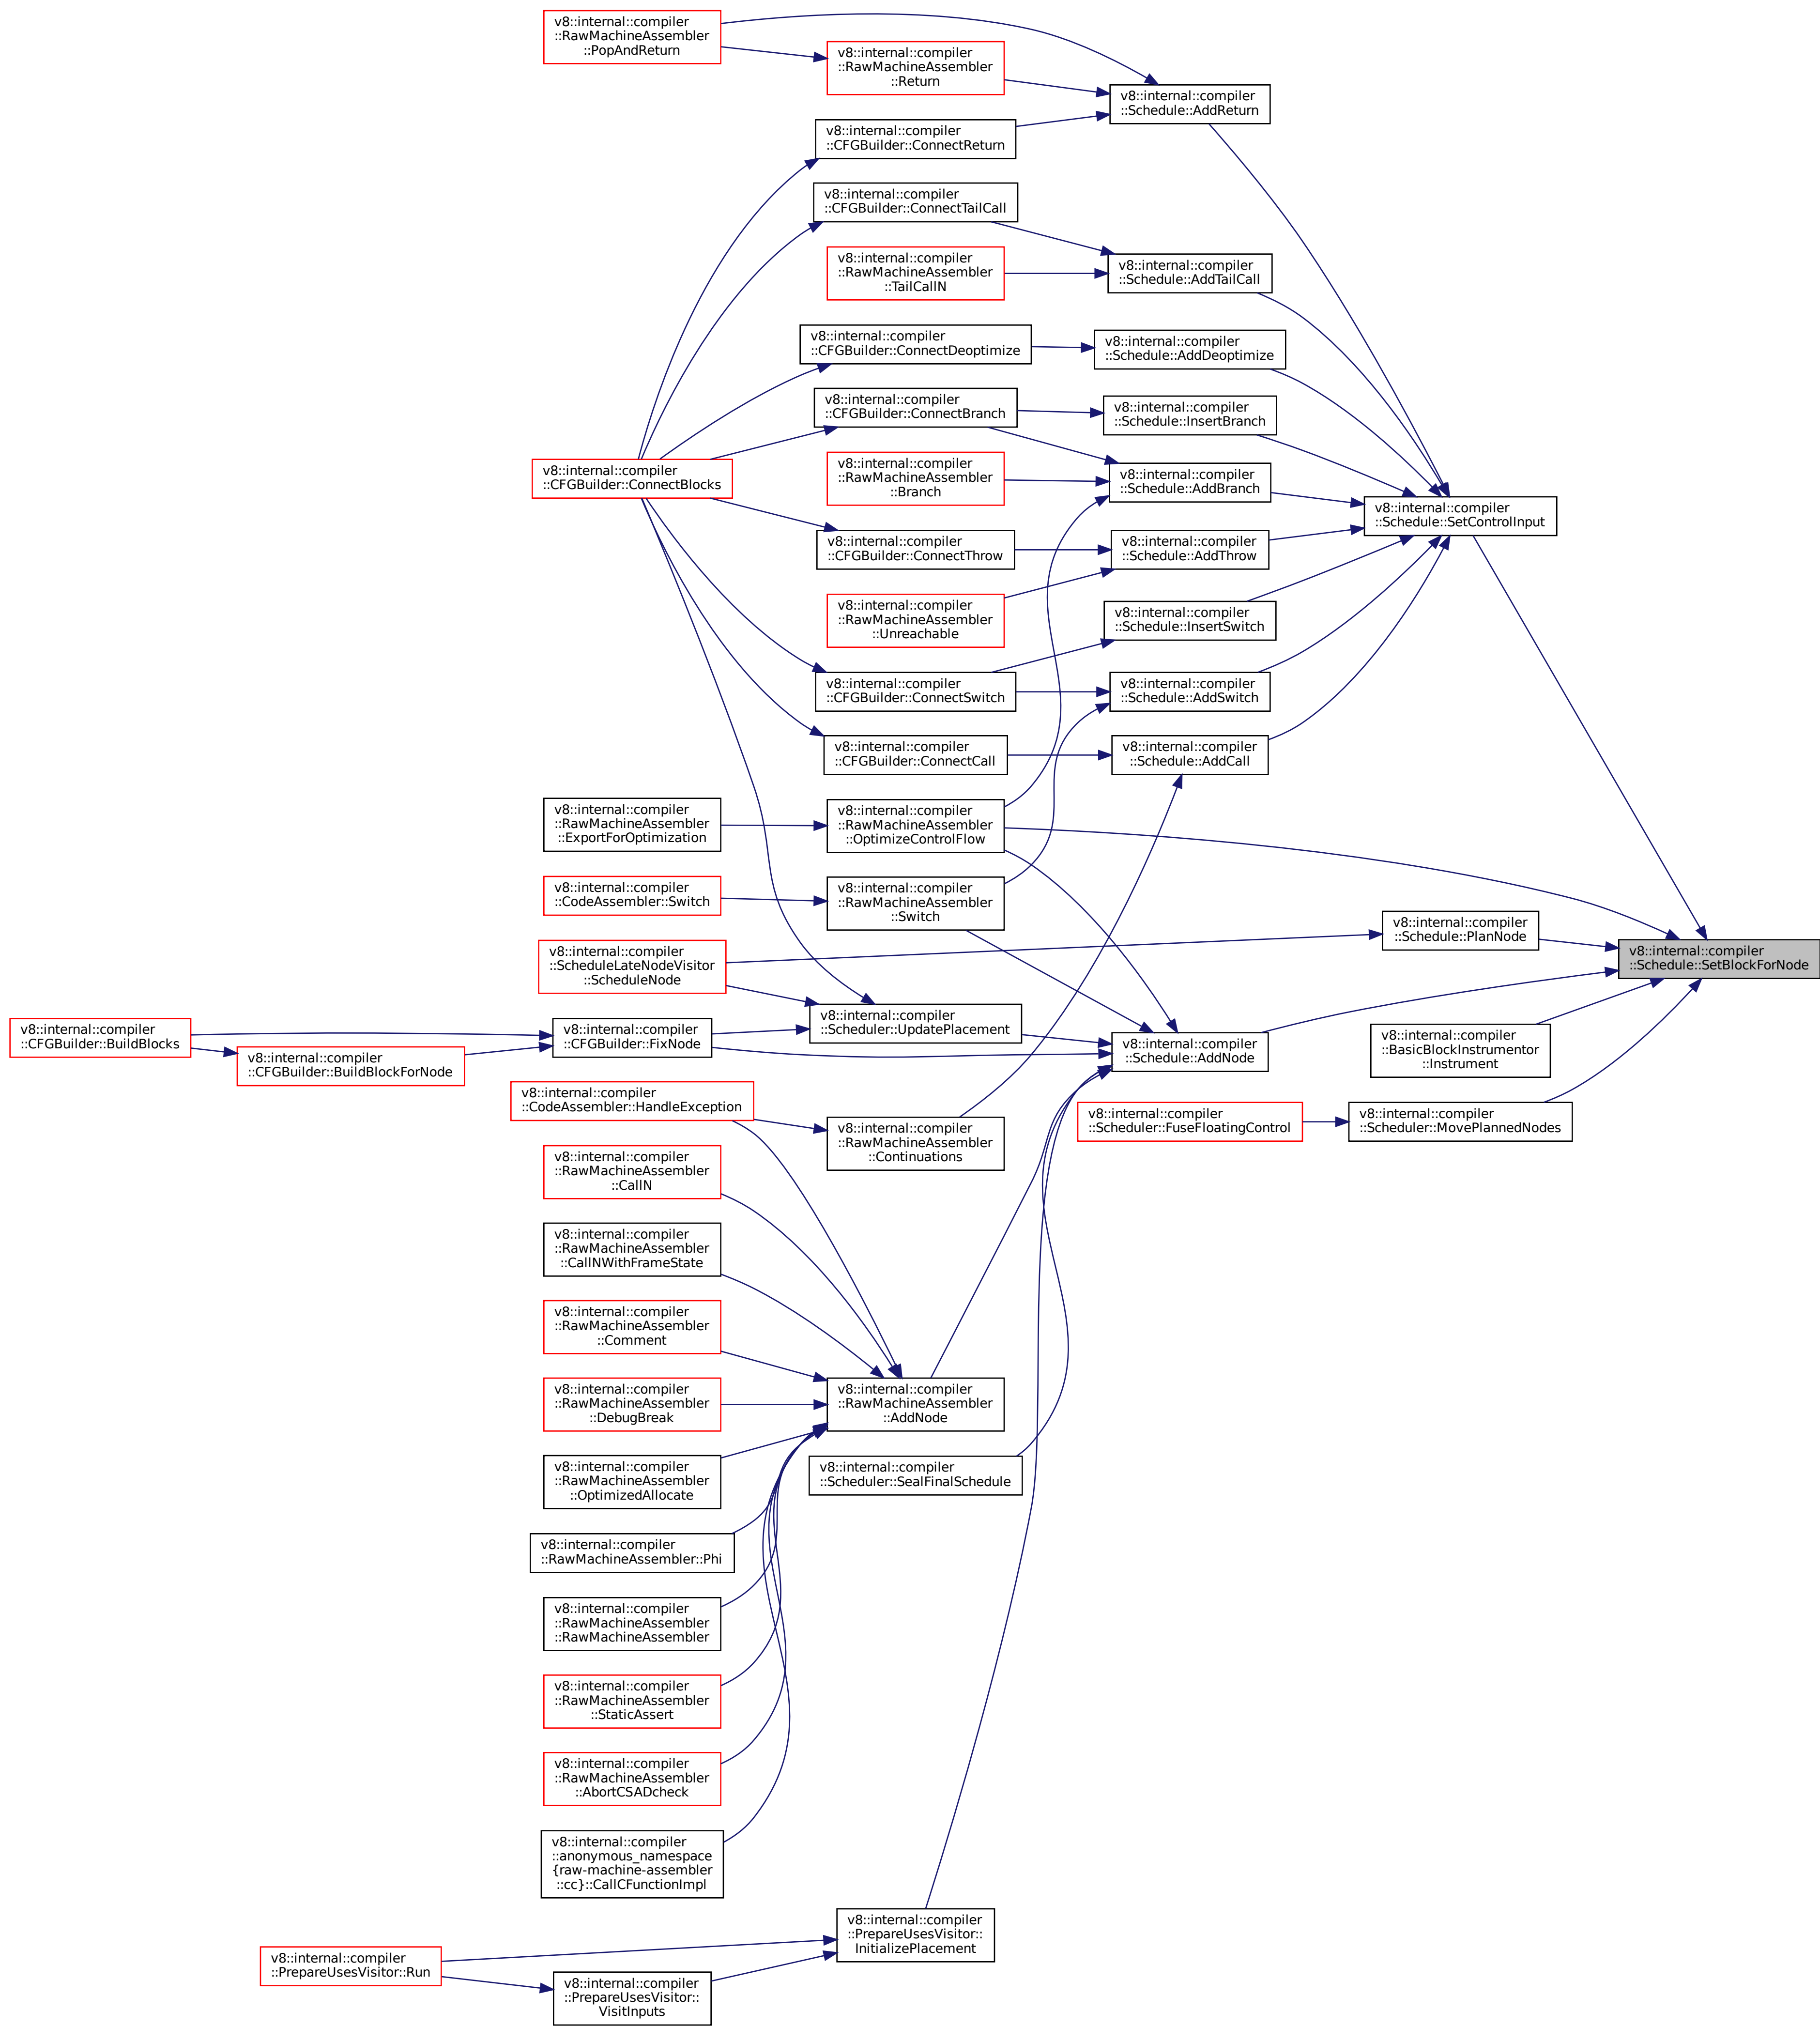 v8::internal::compiler
::RawMachineAssembler
::PopAndReturn
v8::internal::compiler
::RawMachineAssembler
::Return
v8::internal::compiler
::Schedule::AddReturn
v8::internal::compiler
::CFGBuilder::ConnectReturn
v8::internal::compiler
::CFGBuilder::ConnectTailCall
v8::internal::compiler
::RawMachineAssembler
::TailCallN
v8::internal::compiler
::Schedule::AddTailCall
v8::internal::compiler
::CFGBuilder::ConnectDeoptimize
v8::internal::compiler
::Schedule::AddDeoptimize
v8::internal::compiler
::CFGBuilder::ConnectBranch
v8::internal::compiler
::Schedule::InsertBranch
v8::internal::compiler
::CFGBuilder::ConnectBlocks
v8::internal::compiler
::RawMachineAssembler
::Branch
v8::internal::compiler
::Schedule::AddBranch
v8::internal::compiler
::Schedule::SetControlInput
v8::internal::compiler
::CFGBuilder::ConnectThrow
v8::internal::compiler
::Schedule::AddThrow
v8::internal::compiler
::RawMachineAssembler
::Unreachable
v8::internal::compiler
::Schedule::InsertSwitch
v8::internal::compiler
::CFGBuilder::ConnectSwitch
v8::internal::compiler
::Schedule::AddSwitch
v8::internal::compiler
::CFGBuilder::ConnectCall
v8::internal::compiler
::Schedule::AddCall
v8::internal::compiler
::RawMachineAssembler
::ExportForOptimization
v8::internal::compiler
::RawMachineAssembler
::OptimizeControlFlow
v8::internal::compiler
::CodeAssembler::Switch
v8::internal::compiler
::RawMachineAssembler
::Switch
v8::internal::compiler
::Schedule::PlanNode
v8::internal::compiler
::Schedule::SetBlockForNode
v8::internal::compiler
::ScheduleLateNodeVisitor
::ScheduleNode
v8::internal::compiler
::CFGBuilder::BuildBlocks
v8::internal::compiler
::CFGBuilder::BuildBlockForNode
v8::internal::compiler
::CFGBuilder::FixNode
v8::internal::compiler
::Scheduler::UpdatePlacement
v8::internal::compiler
::Schedule::AddNode
v8::internal::compiler
::BasicBlockInstrumentor
::Instrument
v8::internal::compiler
::CodeAssembler::HandleException
v8::internal::compiler
::RawMachineAssembler
::Continuations
v8::internal::compiler
::Scheduler::FuseFloatingControl
v8::internal::compiler
::Scheduler::MovePlannedNodes
v8::internal::compiler
::RawMachineAssembler
::CallN
v8::internal::compiler
::RawMachineAssembler
::CallNWithFrameState
v8::internal::compiler
::RawMachineAssembler
::Comment
v8::internal::compiler
::RawMachineAssembler
::DebugBreak
v8::internal::compiler
::RawMachineAssembler
::AddNode
v8::internal::compiler
::RawMachineAssembler
::OptimizedAllocate
v8::internal::compiler
::Scheduler::SealFinalSchedule
v8::internal::compiler
::RawMachineAssembler::Phi
v8::internal::compiler
::RawMachineAssembler
::RawMachineAssembler
v8::internal::compiler
::RawMachineAssembler
::StaticAssert
v8::internal::compiler
::RawMachineAssembler
::AbortCSADcheck
v8::internal::compiler
::anonymous_namespace
{raw-machine-assembler
::cc}::CallCFunctionImpl
v8::internal::compiler
::PrepareUsesVisitor::
InitializePlacement
v8::internal::compiler
::PrepareUsesVisitor::Run
v8::internal::compiler
::PrepareUsesVisitor::
VisitInputs